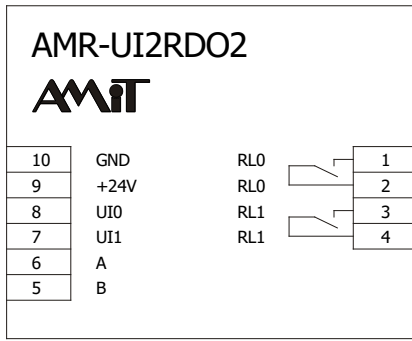 AMR-UI2RDO2
AMiT
10 GND RL0 1
9 +24V RL0 2
8 UI0 RL1 3
7 UI1 RL1 4
6 A
5 B